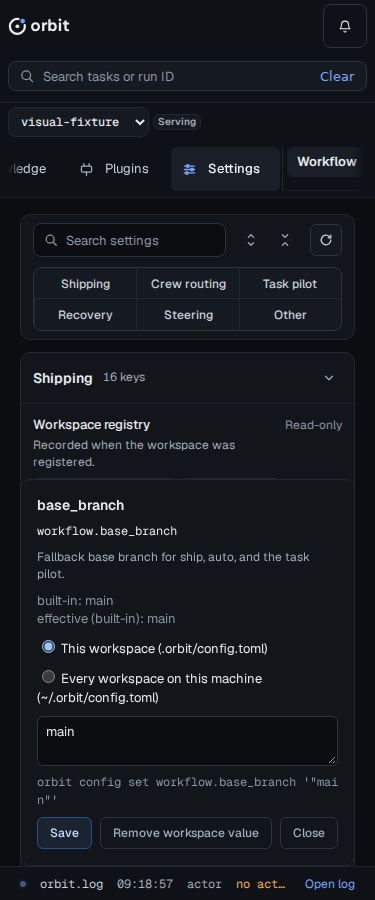 orbit
Search tasks or run ID
Clear
visual-fixture
Serving
ledge
Plugins
Settings
Workflow
Search settings
Shipping
Crew routing
Task pilot
Recovery
Steering
Other
Shipping 16 keys
Workspace registry
Read-only
Recorded when the workspace was
registered.
base_branch
workflow.base_branch
Fallback base branch for ship, auto, and the task
pilot.
built-in: main
effective (built-in): main
This workspace (.orbit/config.toml)
Every workspace on this machine
(~/.orbit/config.toml)
main
orbit config set workflow.base_branch '"mai
n"'
Save
Remove workspace value
Close
orbit.log 09:18:57 actor no act… Open log